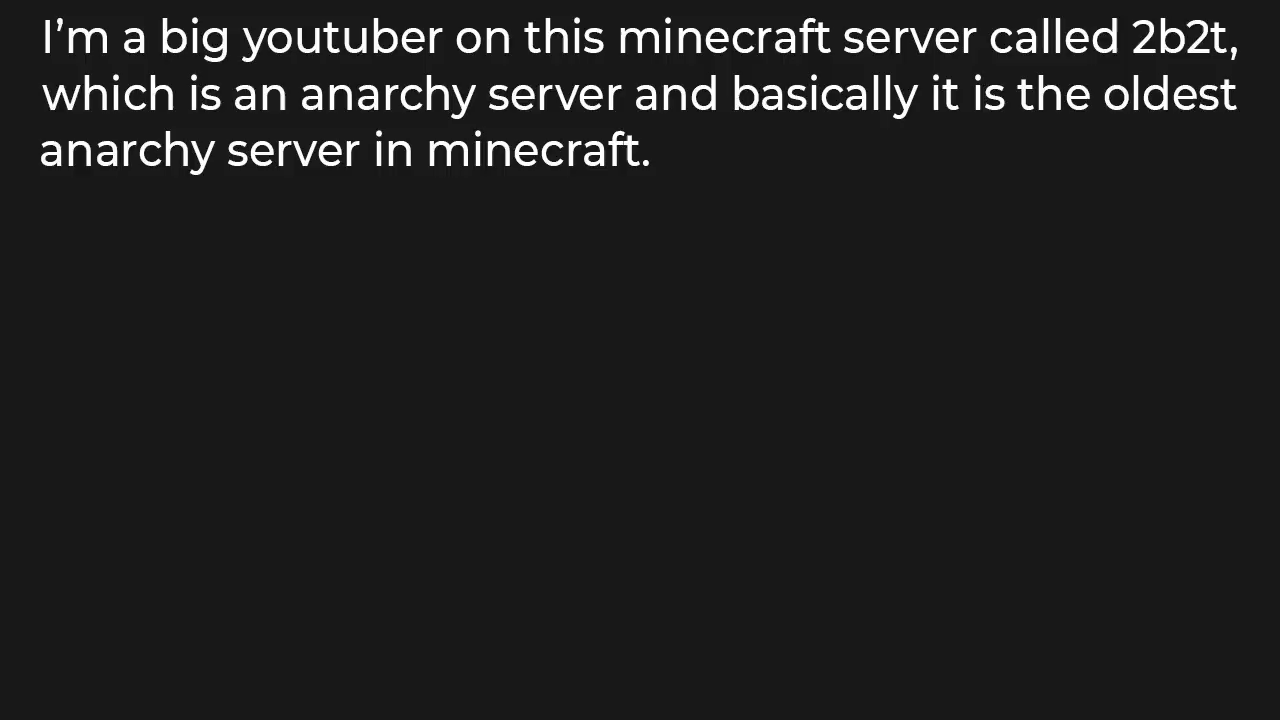 I’m a big youtuber on this minecraft server called 2b2t,
which is an anarchy server and basically it is the oldest
anarchy server in minecraft.